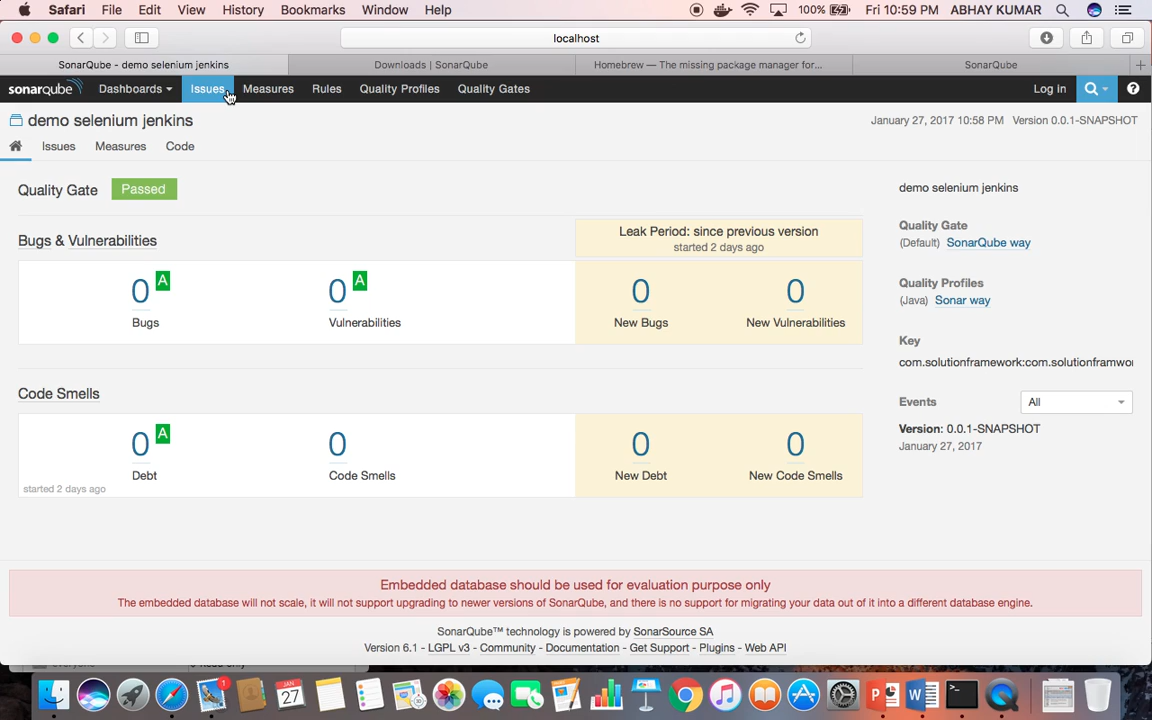 Safari File Edit View History Bookmarks Window Help 100% Fri 10:59 PM ABHAY KUMAR
localhost
SonarQube - demo selenium jenkins Downloads | SonarQube Homebrew — The missing package manager for... SonarQube
sonarqube Dashboards Issues Measures Rules Quality Profiles Quality Gates Log in ?
demo selenium jenkins January 27, 2017 10:58 PM Version 0.0.1-SNAPSHOT
Issues Measures Code
Quality Gate Passed
Bugs & Vulnerabilities
Leak Period: since previous version
started 2 days ago
0 A 0 A 0 0
Bugs Vulnerabilities New Bugs New Vulnerabilities
Code Smells
0 A 0 0 0
Debt Code Smells New Debt New Code Smells
started 2 days ago
demo selenium jenkins
Quality Gate
(Default) SonarQube way
Quality Profiles
(Java) Sonar way
Key
com.solutionframework:com.solutionframwor
Events All
Version: 0.0.1-SNAPSHOT
January 27, 2017
Embedded database should be used for evaluation purpose only
The embedded database will not scale, it will not support upgrading to newer versions of SonarQube, and there is no support for migrating your data out of it into a different database engine.
SonarQube™ technology is powered by SonarSource SA
Version 6.1 - LGPL v3 - Community - Documentation - Get Support - Plugins - Web API
1 JAN 27